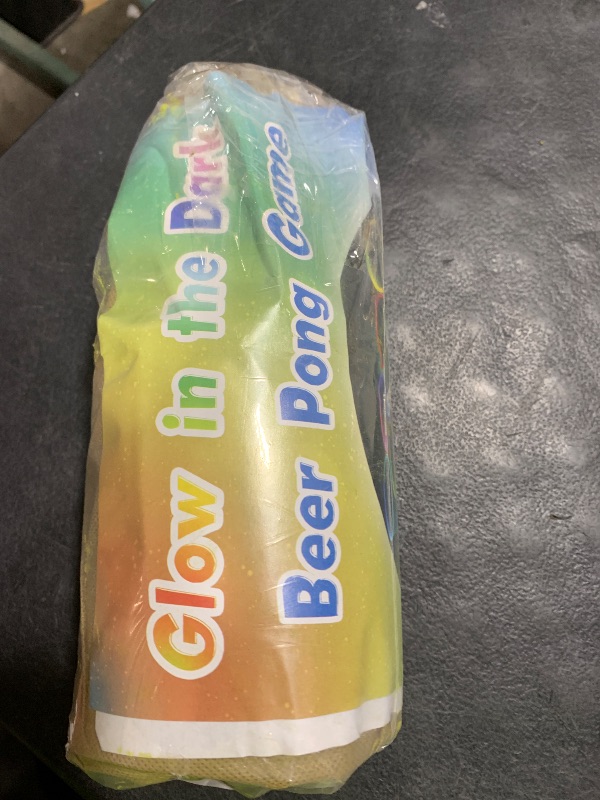 Glow in the Dark
Beer Pong Game